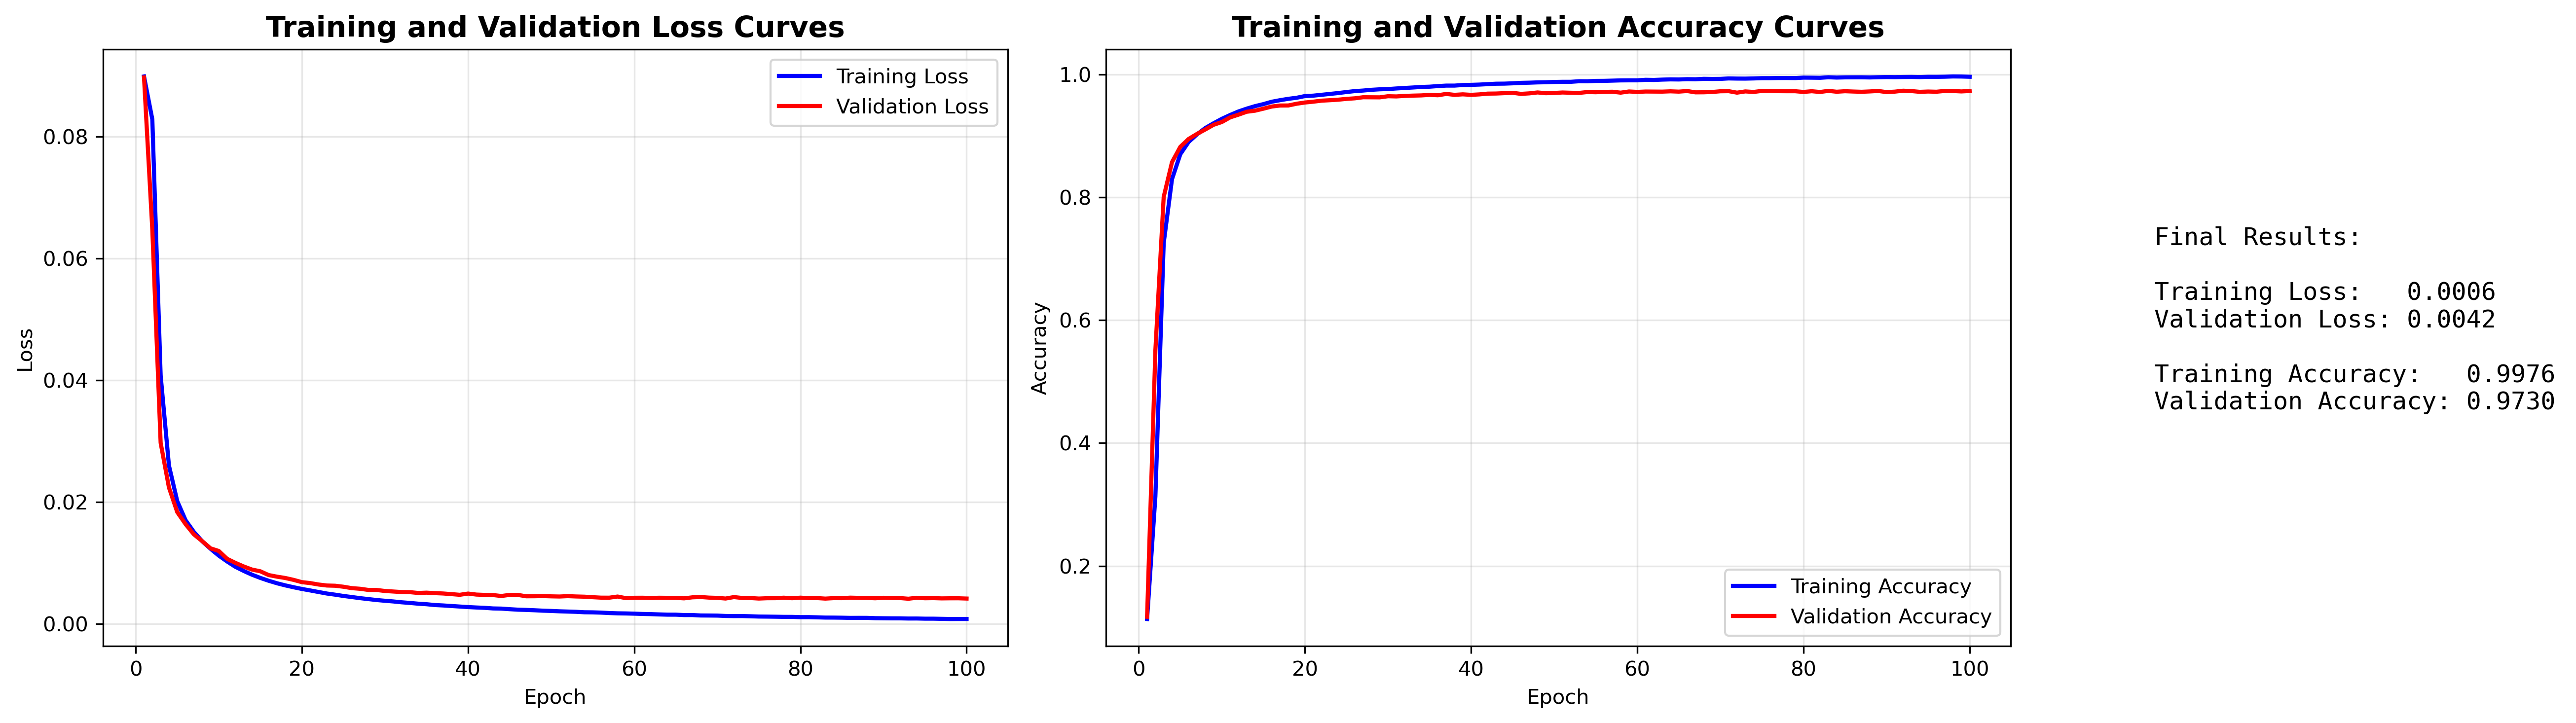 Training and Validation Loss Curves
Training Loss
Validation Loss
Loss
0.08
0.06
0.04
0.02
0.00
0 20 40 60 80 100
Epoch
Training and Validation Accuracy Curves
Accuracy
1.0
0.8
0.6
0.4
0.2
Training Accuracy
Validation Accuracy
0 20 40 60 80 100
Epoch
Final Results:
Training Loss: 0.0006
Validation Loss: 0.0042
Training Accuracy: 0.9976
Validation Accuracy: 0.9730